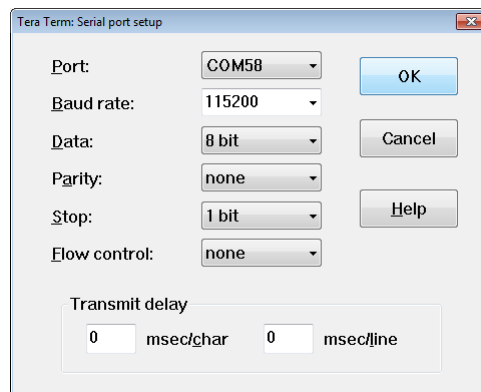 Tera Term: Serial port setup
Port: COM58 OK
Baud rate: 115200
Data: 8 bit Cancel
Parity: none
Stop: 1 bit Help
Flow control: none
Transmit delay
0 msec/char 0 msec/line